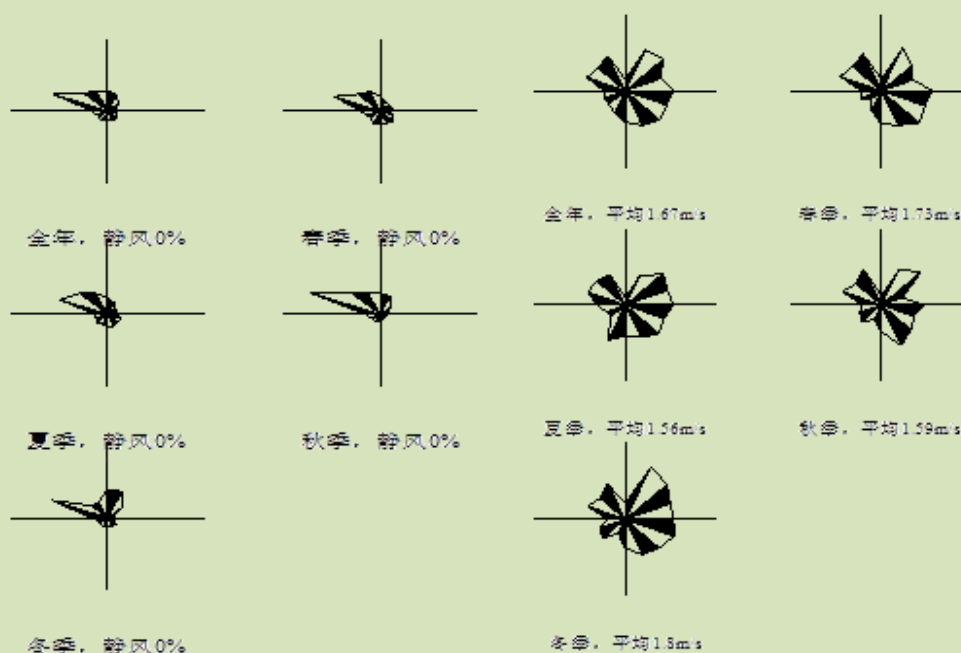 全年，静风0%
春季，静风0%
全年，平均1.67m/s
春季，平均1.73m/s
夏季，静风0%
秋季，静风0%
夏季，平均1.56m/s
秋季，平均1.59m/s
冬季，静风0%
冬季，平均1.8m/s